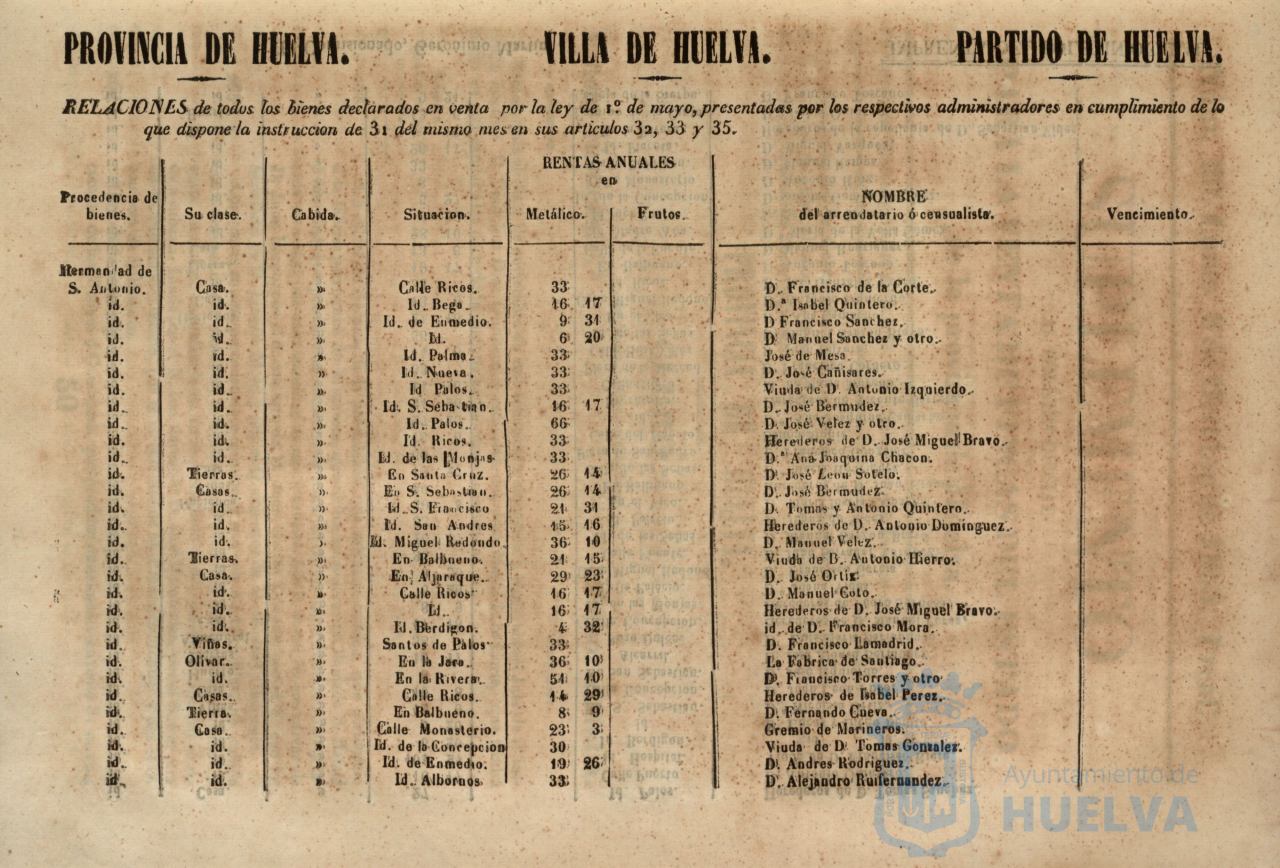 PROVINCIA DE HUELVA. VILLA DE HUELVA. PARTIDO DE HUELVA.
RELACIONES de todos los bienes declarados en venta por la ley de 1.º de mayo, presentadas por los respectivos administradores en cumplimiento de lo
que dispone la instruccion de 31 del mismo mes en sus articulos 32, 33 y 35.
RENTAS ANUALES
en
Procedencia de bienes. Su clase. Cabida. Situacion. Metálico. Frutos. NOMBRE del arrendatario ó censualista. Vencimiento.
Hermandad de
S. Antonio. Casa. » Calle Ricos. 33 D. Francisco de la Corte.
id. id. » Id. Bega. 16 17 D.ª Isabel Quintero.
id. id. » Id. de Enmedio. 9 31 D Francisco Sanchez.
id. id. » Id. 6 20 D. Manuel Sanchez y otro.
id. id. » Id. Palma. 33 José de Mesa.
id. id. » Id. Nueva. 33 D. José Cañisares.
id. id. » Id Palos. 33 Viuda de D. Antonio Izquierdo.
id. id. » Id. S. Sebastian. 16 17 D. José Bermudez.
id. id. » Id. Palos. 66 D. José Velez y otro.
id. id. » Id. Ricos. 33 Herederos de D. José Miguel Bravo.
id. id. » Id. de las Monjas 33 D.ª Ana Joaquina Chacon.
id. Tierras. » En Santa Cruz. 26 14 D. José Leon Sotelo.
id. Casas. » En S. Sebastian. 26 14 D. José Bermudez.
id. id. » Id. S. Francisco 21 31 D. Tomas y Antonio Quintero.
id. id. » Id. San Andres 15 16 Herederos de D. Antonio Dominguez.
id. id. » Id. Miguel Redondo. 36 10 D. Manuel Velez.
id. Tierras. » En Balbueno. 21 15 Viuda de D. Antonio Hierro.
id. Casa. » En Aljaraque. 29 23 D. José Ortiz
id. id. » Calle Ricos 16 17 D. Manuel Coto.
id. id. » Id. 16 17 Herederos de D. José Miguel Bravo.
id. id. » Id. Berdigon. 4 32 id. de D. Francisco Mora.
id. Viñas. » Santos de Palos 33 D. Francisco Lamadrid.
id. Olivar. » En la Jara. 36 10 La Fabrica de Santiago.
id. id. » En la Rivera. 51 10 D. Francisco Torres y otro
id. Casas. » Calle Ricos. 14 29 Herederos de Isabel Perez.
id. Tierra. » En Balbueno. 8 9 D. Fernando Cueva.
id. Casa. » Calle Monasterio. 23 3 Gremio de Marineros.
id. id. » Id. de la Concepcion 30 Viuda de D. Tomas Gonzalez.
id. id. » Id. de Enmedio. 19 26 D. Andres Rodriguez.
id. id. » Id. Albornos. 33 D. Alejandro Ruifernandez.
Ayuntamiento de
HUELVA